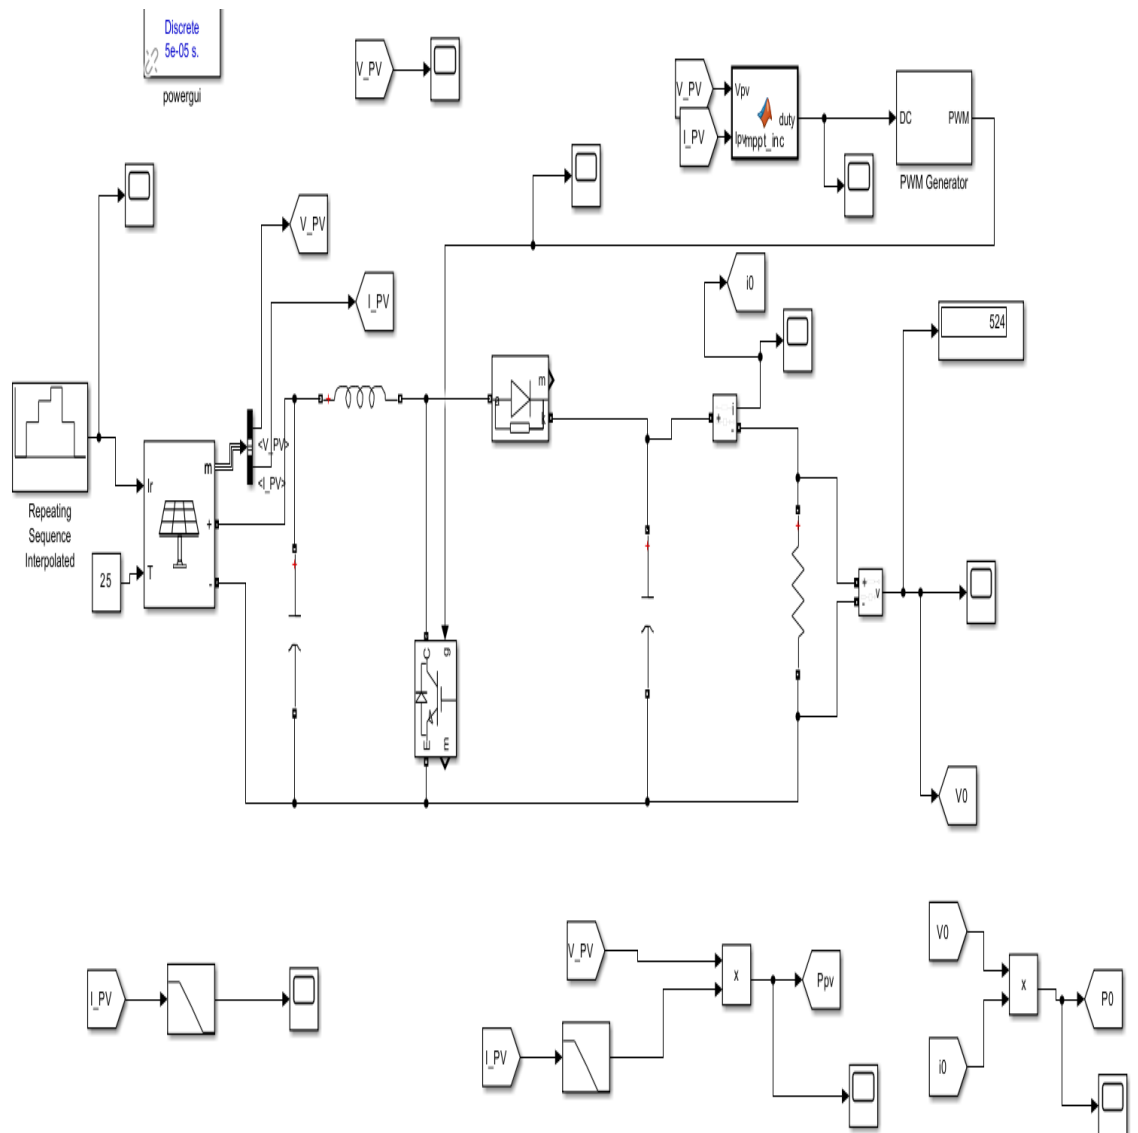 Discrete
5e-05 s.
powergui
V_PV
V_PV
I_PV
Vpv
Ipv
duty
mppt_inc
DC
PWM
PWM Generator
V_PV
I_PV
i0
524
<V_PV>
<I_PV>
m
a
k
m
+
i
-
Repeating
Sequence
Interpolated
Ir
T
m
+
-
25
C
g
E
m
+
-
v
V0
I_PV
V_PV
I_PV
x
Ppv
V0
i0
x
P0